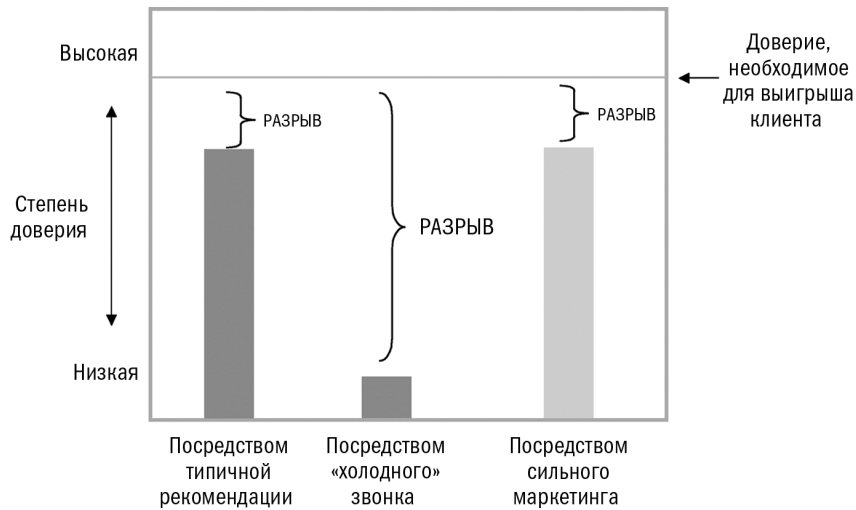 Высокая
Доверие,
необходимое
для выигрыша
клиента
РАЗРЫВ
РАЗРЫВ
Степень
доверия
РАЗРЫВ
Низкая
Посредством
типичной
рекомендации
Посредством
«холодного»
звонка
Посредством
сильного
маркетинга